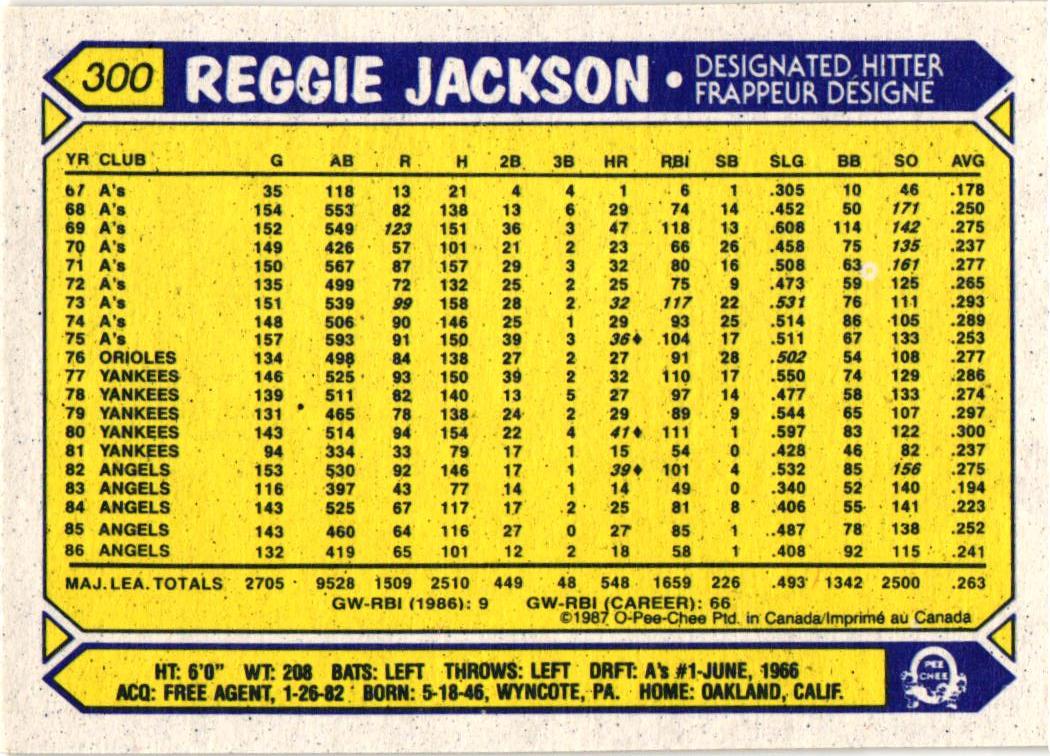 300 REGGIE JACKSON • DESIGNATED HITTER
FRAPPEUR DÉSIGNÉ
YR CLUB G AB R H 2B 3B HR RBI SB SLG BB SO AVG
67 A's 35 118 13 21 4 4 1 6 1 .305 10 46 .178
68 A's 154 553 82 138 13 6 29 74 14 .452 50 171 .250
69 A's 152 549 123 151 36 3 47 118 13 .608 114 142 .275
70 A's 149 426 57 101 21 2 23 66 26 .458 75 135 .237
71 A's 150 567 87 157 29 3 32 80 16 .508 63 161 .277
72 A's 135 499 72 132 25 2 25 75 9 .473 59 125 .265
73 A's 151 539 99 158 28 2 32 117 22 .531 76 111 .293
74 A's 148 506 90 146 25 1 29 93 25 .514 86 105 .289
75 A's 157 593 91 150 39 3 36♦ 104 17 .511 67 133 .253
76 ORIOLES 134 498 84 138 27 2 27 91 28 .502 54 108 .277
77 YANKEES 146 525 93 150 39 2 32 110 17 .550 74 129 .286
78 YANKEES 139 511 82 140 13 5 27 97 14 .477 58 133 .274
79 YANKEES 131 465 78 138 24 2 29 89 9 .544 65 107 .297
80 YANKEES 143 514 94 154 22 4 41♦ 111 1 .597 83 122 .300
81 YANKEES 94 334 33 79 17 1 15 54 0 .428 46 82 .237
82 ANGELS 153 530 92 146 17 1 39♦ 101 4 .532 85 156 .275
83 ANGELS 116 397 43 77 14 1 14 49 0 .340 52 140 .194
84 ANGELS 143 525 67 117 17 2 25 81 8 .406 55 141 .223
85 ANGELS 143 460 64 116 27 0 27 85 1 .487 78 138 .252
86 ANGELS 132 419 65 101 12 2 18 58 1 .408 92 115 .241
MAJ. LEA. TOTALS 2705 9528 1509 2510 449 48 548 1659 226 .493 1342 2500 .263
GW-RBI (1986): 9 GW-RBI (CAREER): 66
©1987 O-Pee-Chee Ptd. in Canada/Imprimé au Canada
HT: 6'0" WT: 208 BATS: LEFT THROWS: LEFT DRFT: A's #1-JUNE, 1966
ACQ: FREE AGENT, 1-26-82 BORN: 5-18-46, WYNCOTE, PA. HOME: OAKLAND, CALIF.
O PEE CHEE